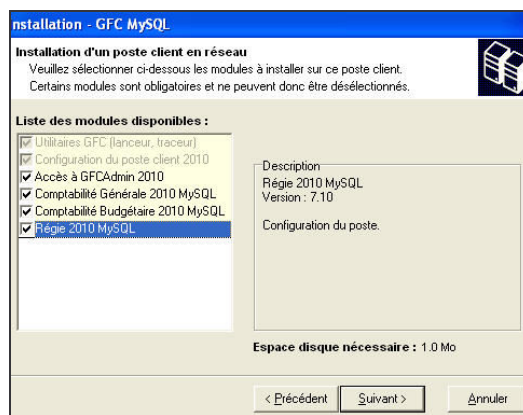 nstallation - GFC MySQL
Installation d'un poste client en réseau
Veuillez sélectionner ci-dessous les modules à installer sur ce poste client.
Certains modules sont obligatoires et ne peuvent donc être désélectionnés.
Liste des modules disponibles :
Utilitaires GFC (lanceur, traceur)
Configuration du poste client 2010
Accès à GFCAdmin 2010
Comptabilité Générale 2010 MySQL
Comptabilité Budgétaire 2010 MySQL
Régie 2010 MySQL
Description
Régie 2010 MySQL
Version : 7.10
Configuration du poste.
Espace disque nécessaire : 1.0 Mo
< Précédent
Suivant >
Annuler